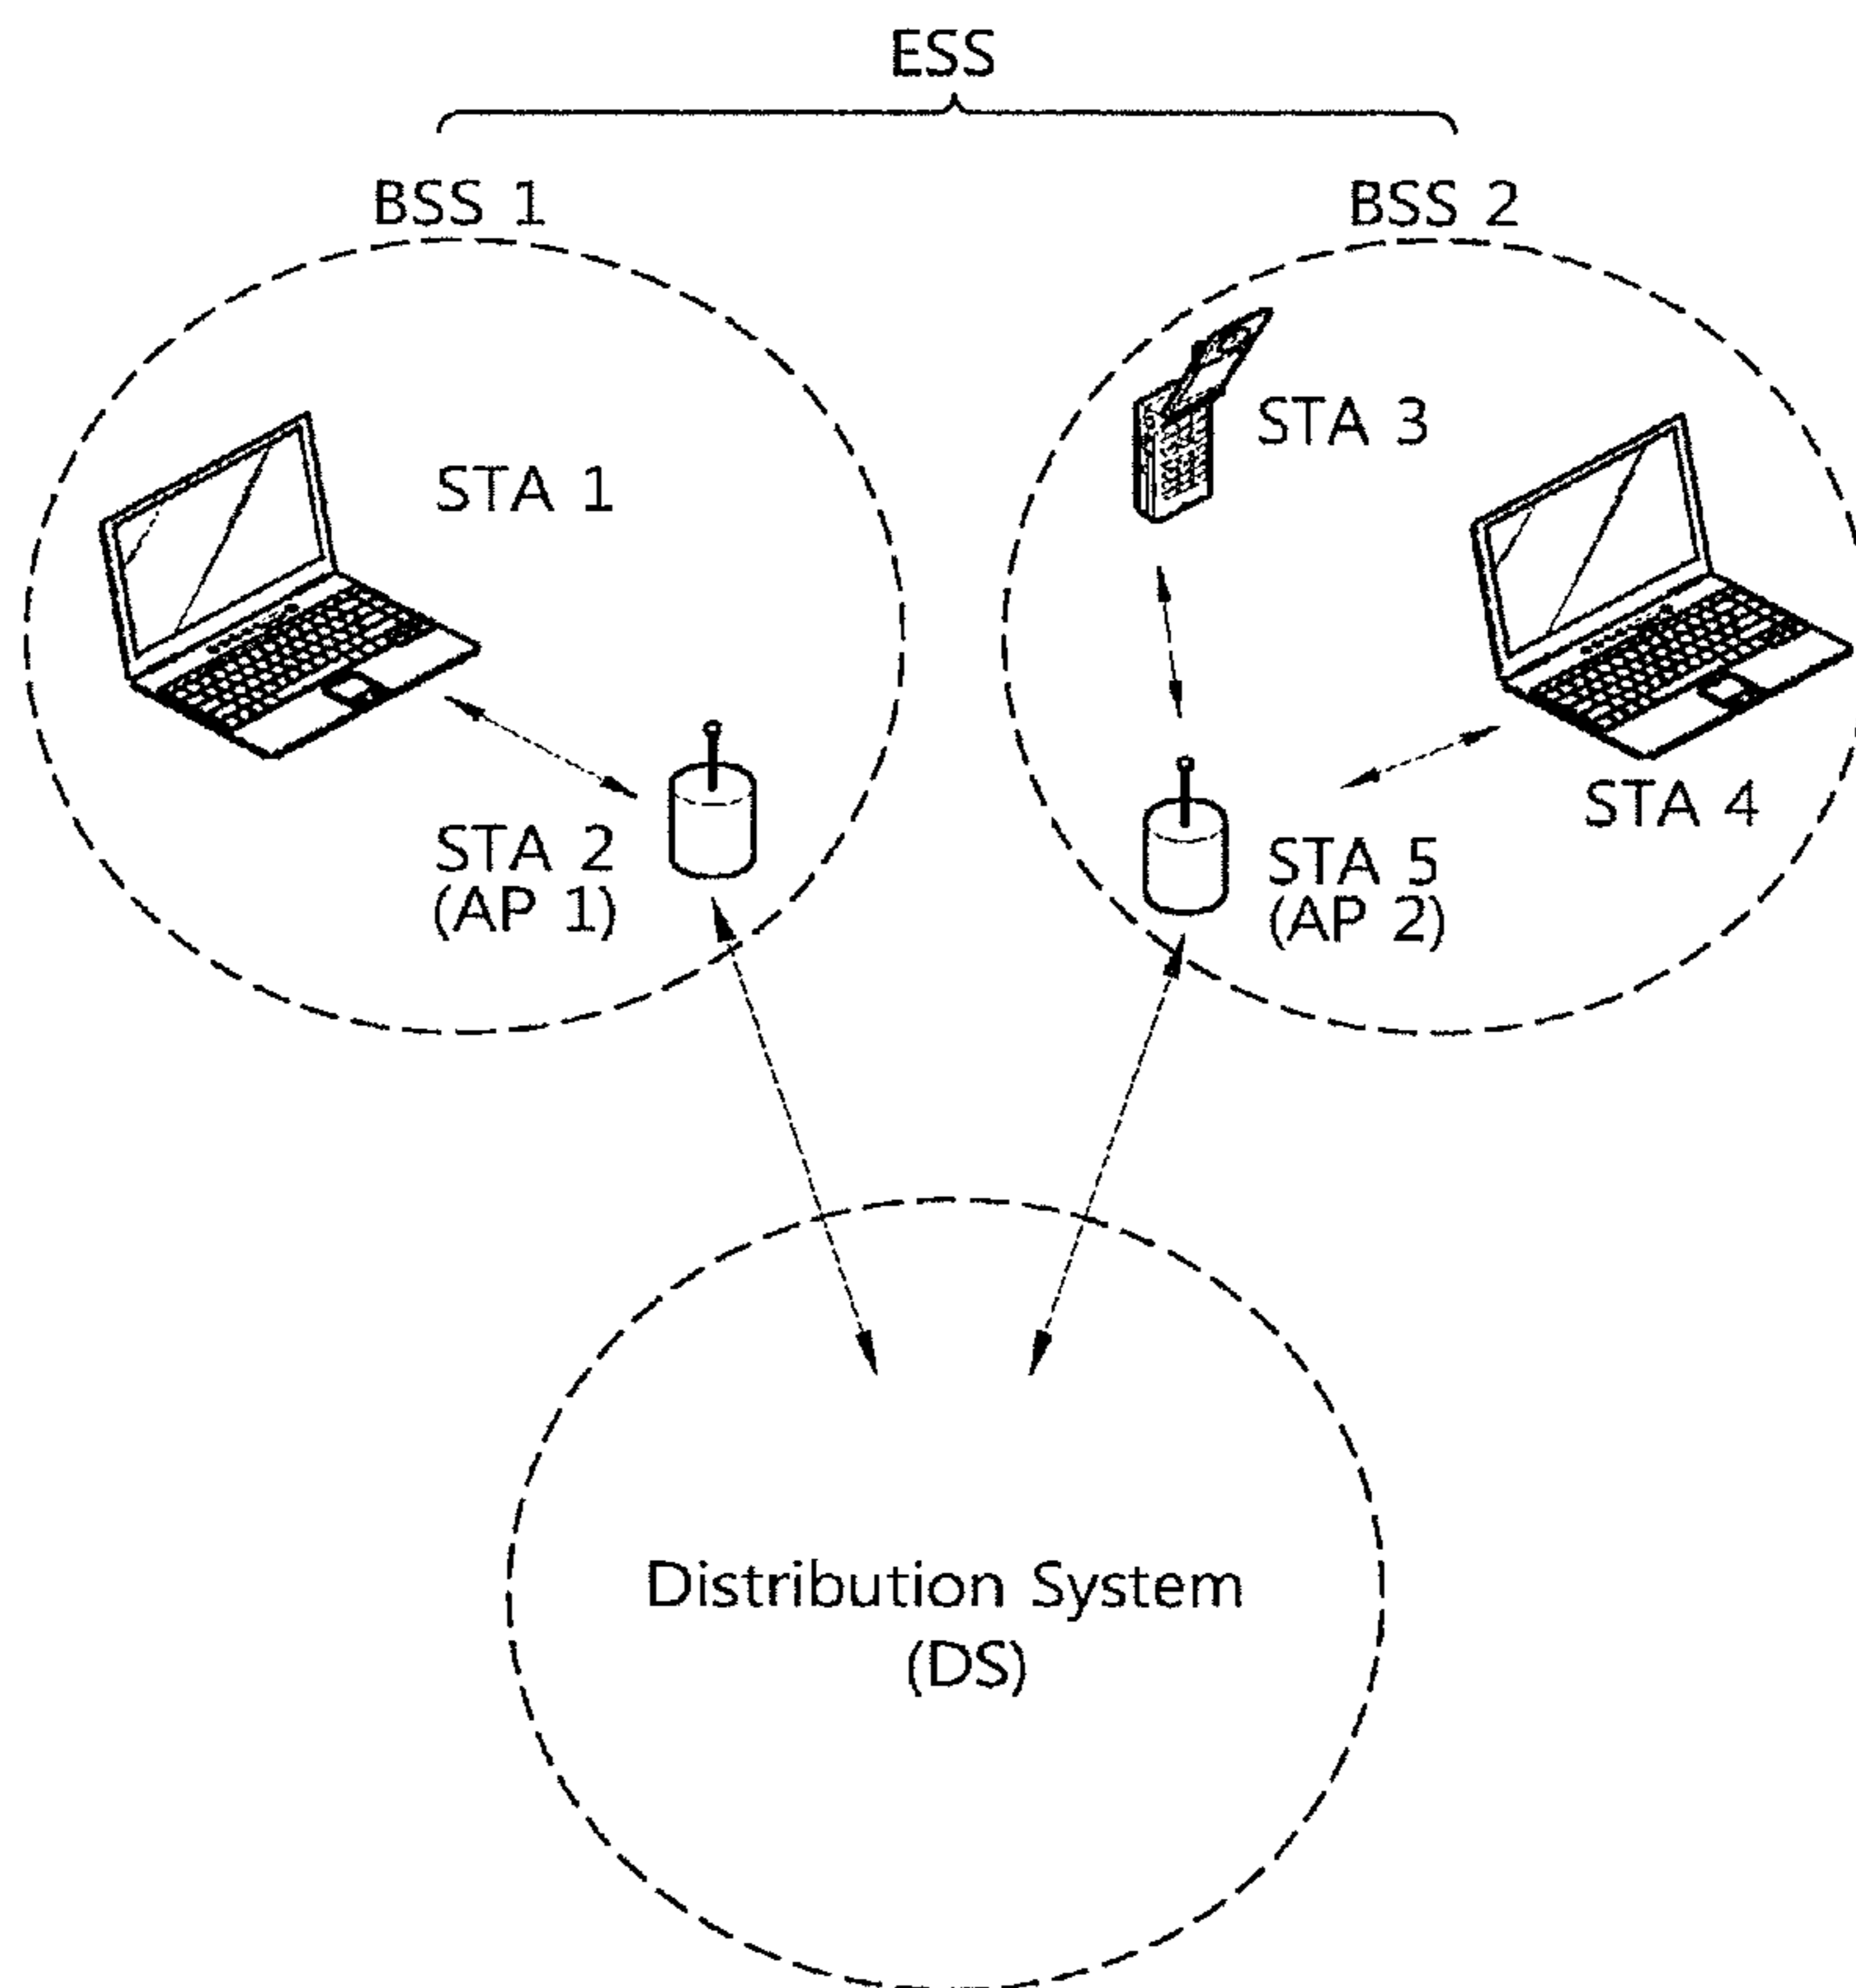 ESS
BSS 1
BSS 2
STA 3
STA 1
STA 4
STA 2
(AP 1)
STA 5
(AP 2)
Distribution System
(DS)